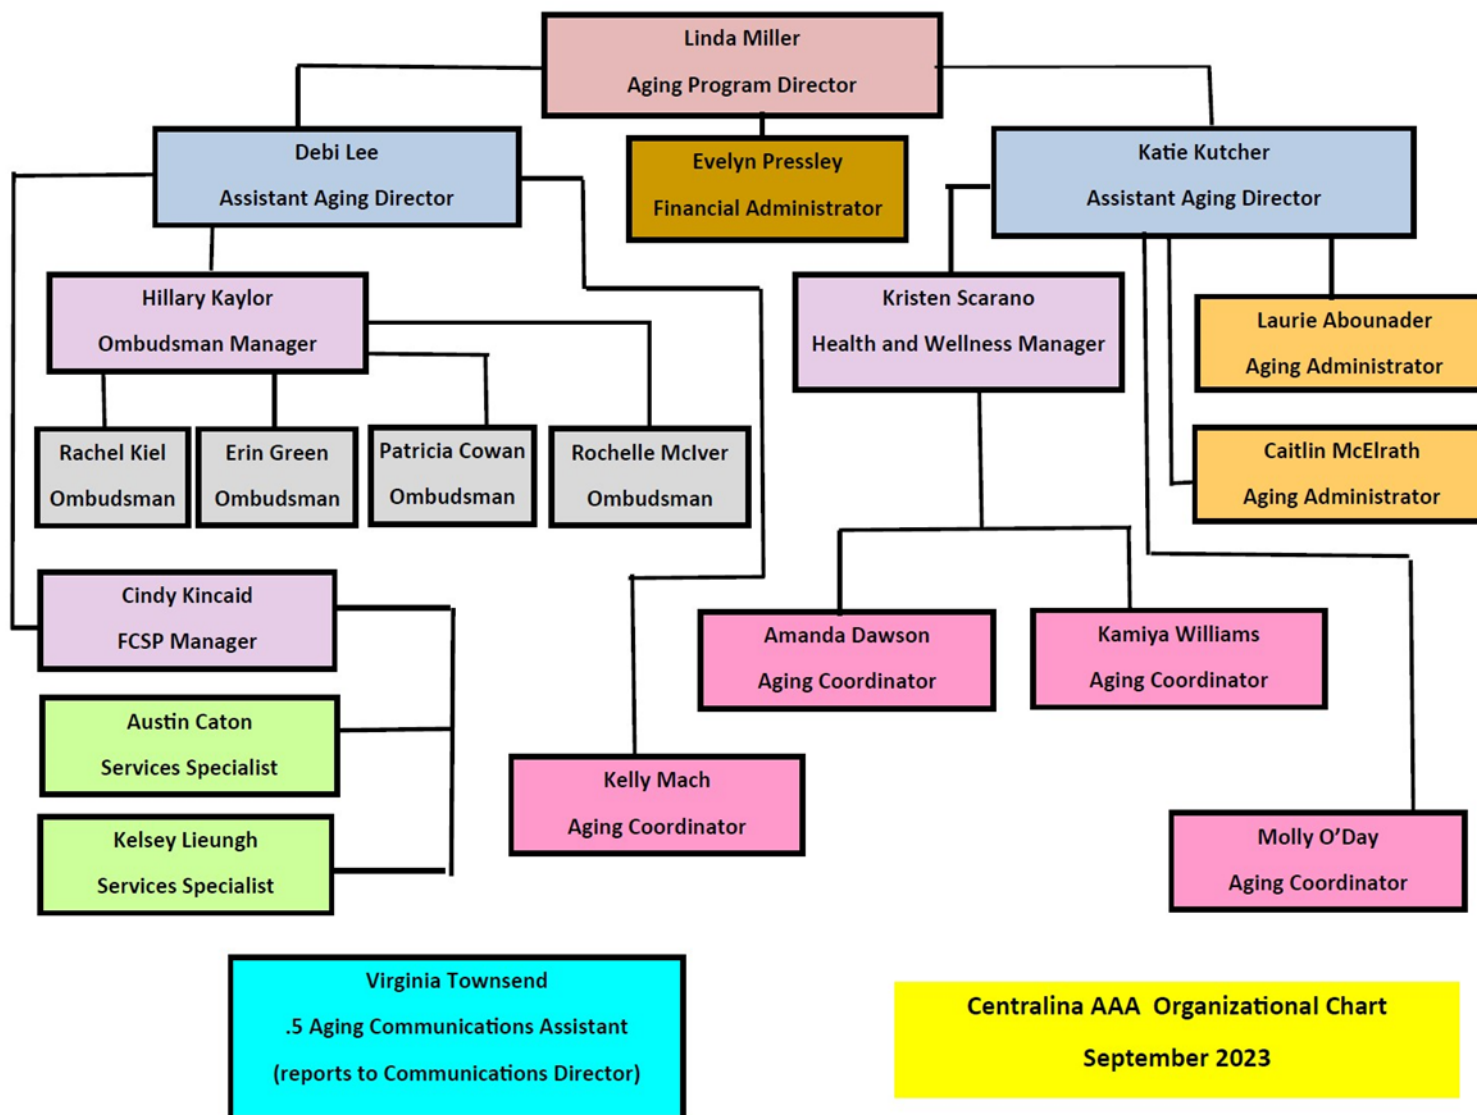 Linda Miller
Aging Program Director
Debi Lee
Assistant Aging Director
Evelyn Pressley
Financial Administrator
Katie Kutcher
Assistant Aging Director
Hillary Kaylor
Ombudsman Manager
Kristen Scarano
Health and Wellness Manager
Laurie Abounader
Aging Administrator
Rachel Kiel
Ombudsman
Erin Green
Ombudsman
Patricia Cowan
Ombudsman
Rochelle McIver
Ombudsman
Caitlin McElrath
Aging Administrator
Cindy Kincaid
FCSP Manager
Amanda Dawson
Aging Coordinator
Kamiya Williams
Aging Coordinator
Austin Caton
Services Specialist
Kelly Mach
Aging Coordinator
Kelsey Lieungh
Services Specialist
Molly O’Day
Aging Coordinator
Virginia Townsend
.5 Aging Communications Assistant
(reports to Communications Director)
Centralina AAA  Organizational Chart
September 2023